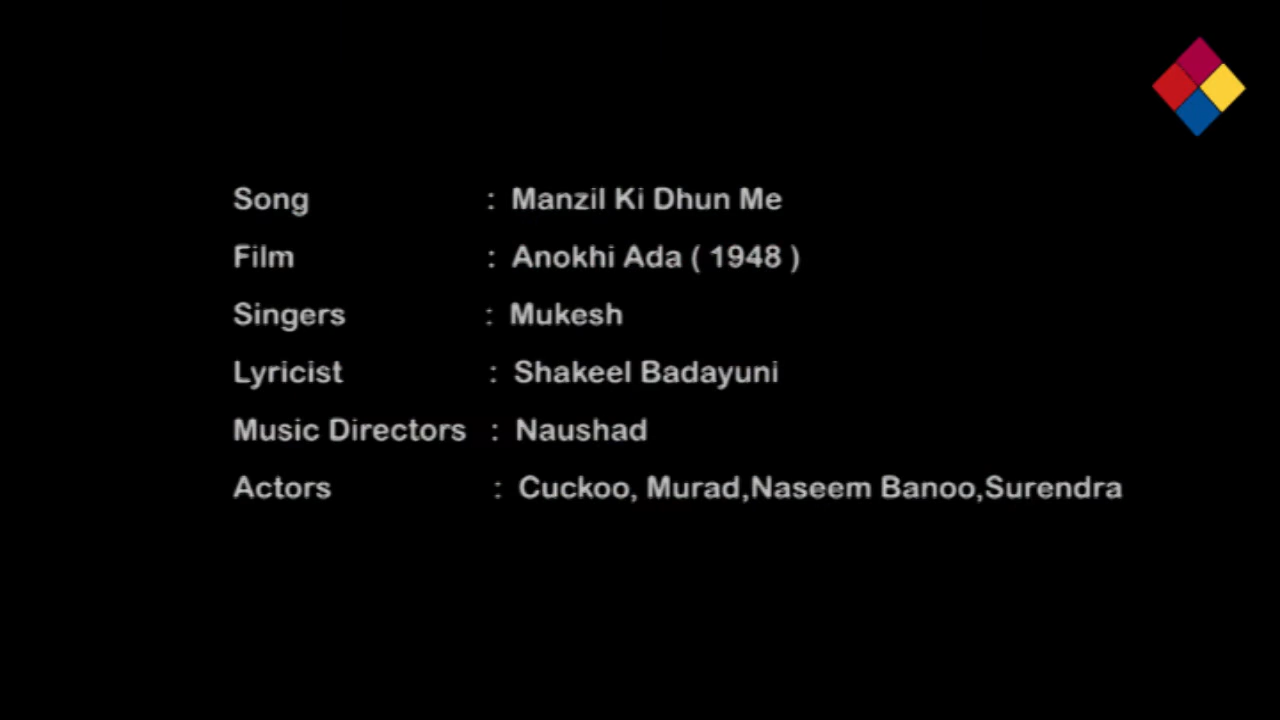 Song : Manzil Ki Dhun Me
Film : Anokhi Ada ( 1948 )
Singers : Mukesh
Lyricist : Shakeel Badayuni
Music Directors : Naushad
Actors : Cuckoo, Murad,Naseem Banoo,Surendra